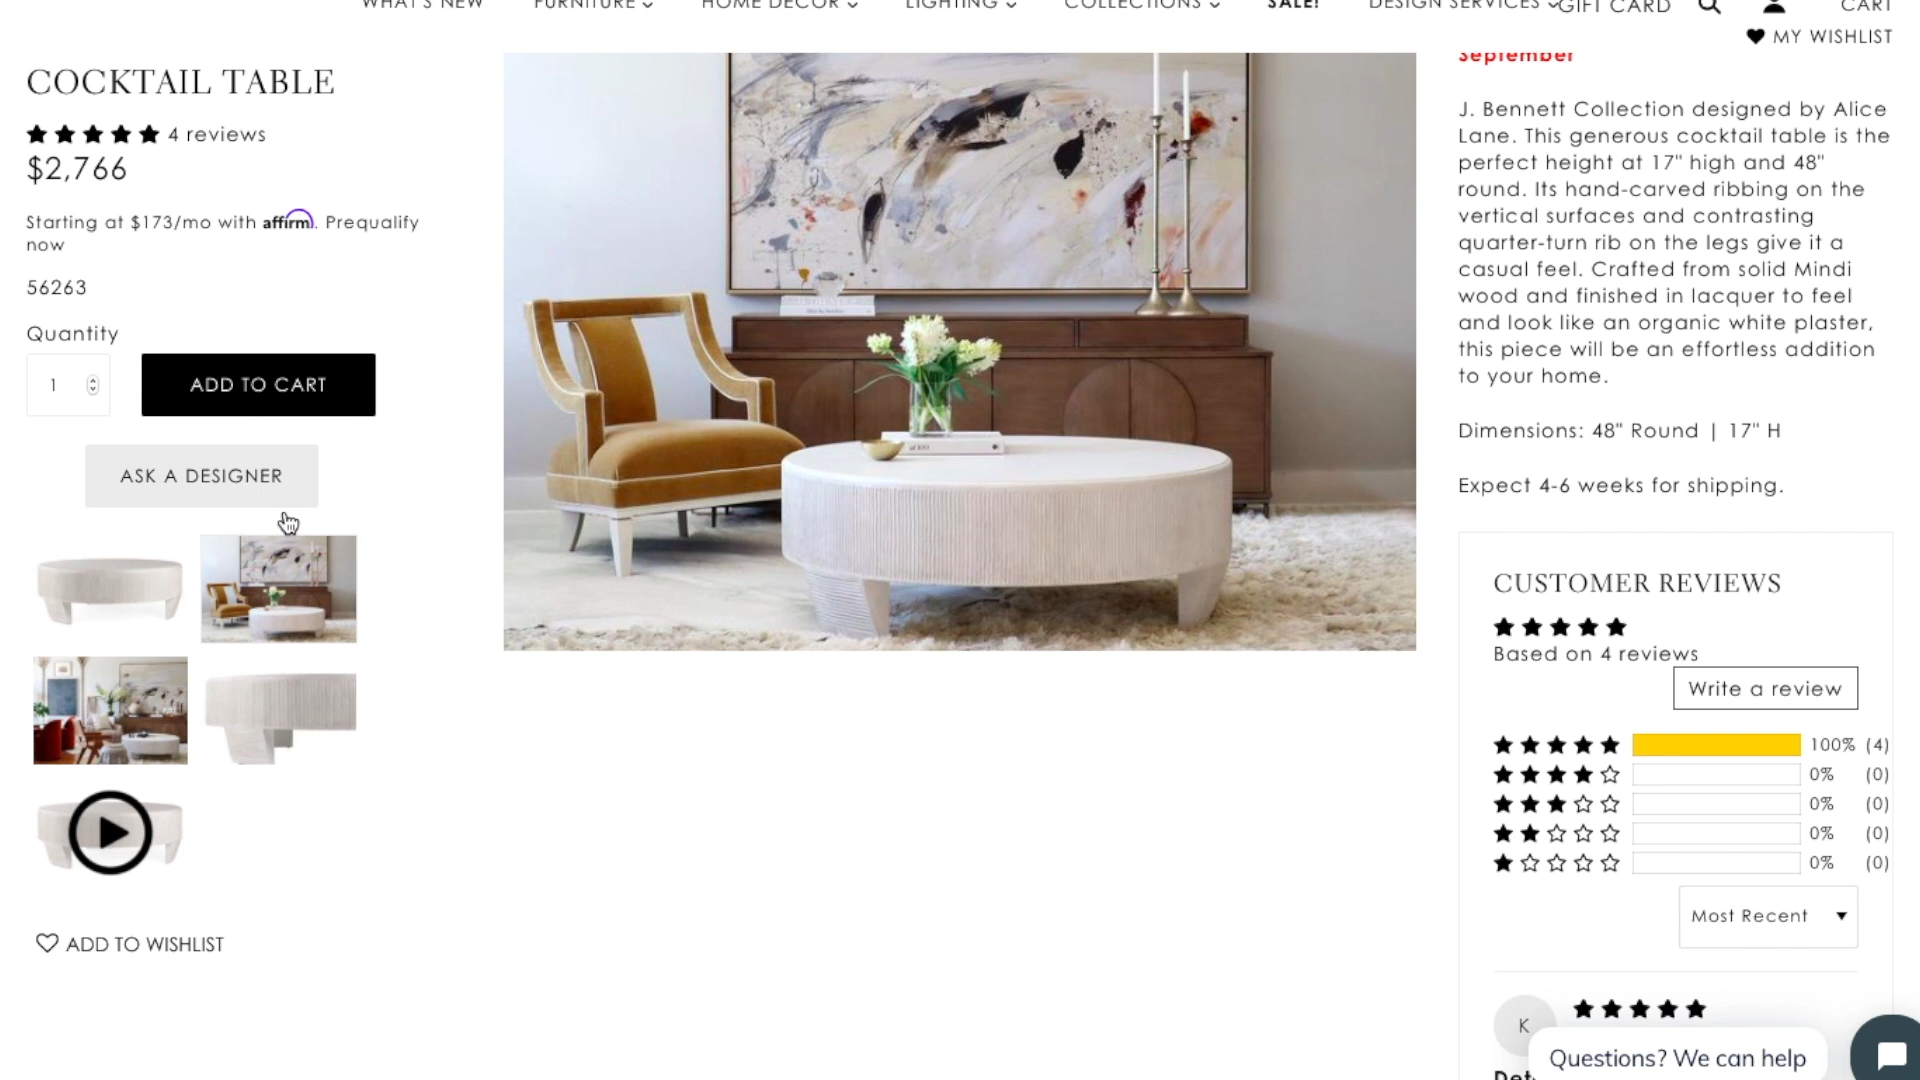 WHAT'S NEW FURNITURE HOME DECOR LIGHTING COLLECTIONS SALE! DESIGN SERVICES GIFT CARD CART
MY WISHLIST
COCKTAIL TABLE
4 reviews
$2,766
Starting at $173/mo with affirm. Prequalify
now
56263
Quantity
1 ADD TO CART
ASK A DESIGNER
ADD TO WISHLIST
September
J. Bennett Collection designed by Alice
Lane. This generous cocktail table is the
perfect height at 17" high and 48"
round. Its hand-carved ribbing on the
vertical surfaces and contrasting
quarter-turn rib on the legs give it a
casual feel. Crafted from solid Mindi
wood and finished in lacquer to feel
and look like an organic white plaster,
this piece will be an effortless addition
to your home.
Dimensions: 48" Round | 17" H
Expect 4-6 weeks for shipping.
CUSTOMER REVIEWS
Based on 4 reviews
Write a review
100% (4)
0% (0)
0% (0)
0% (0)
0% (0)
Most Recent
K
Questions? We can help